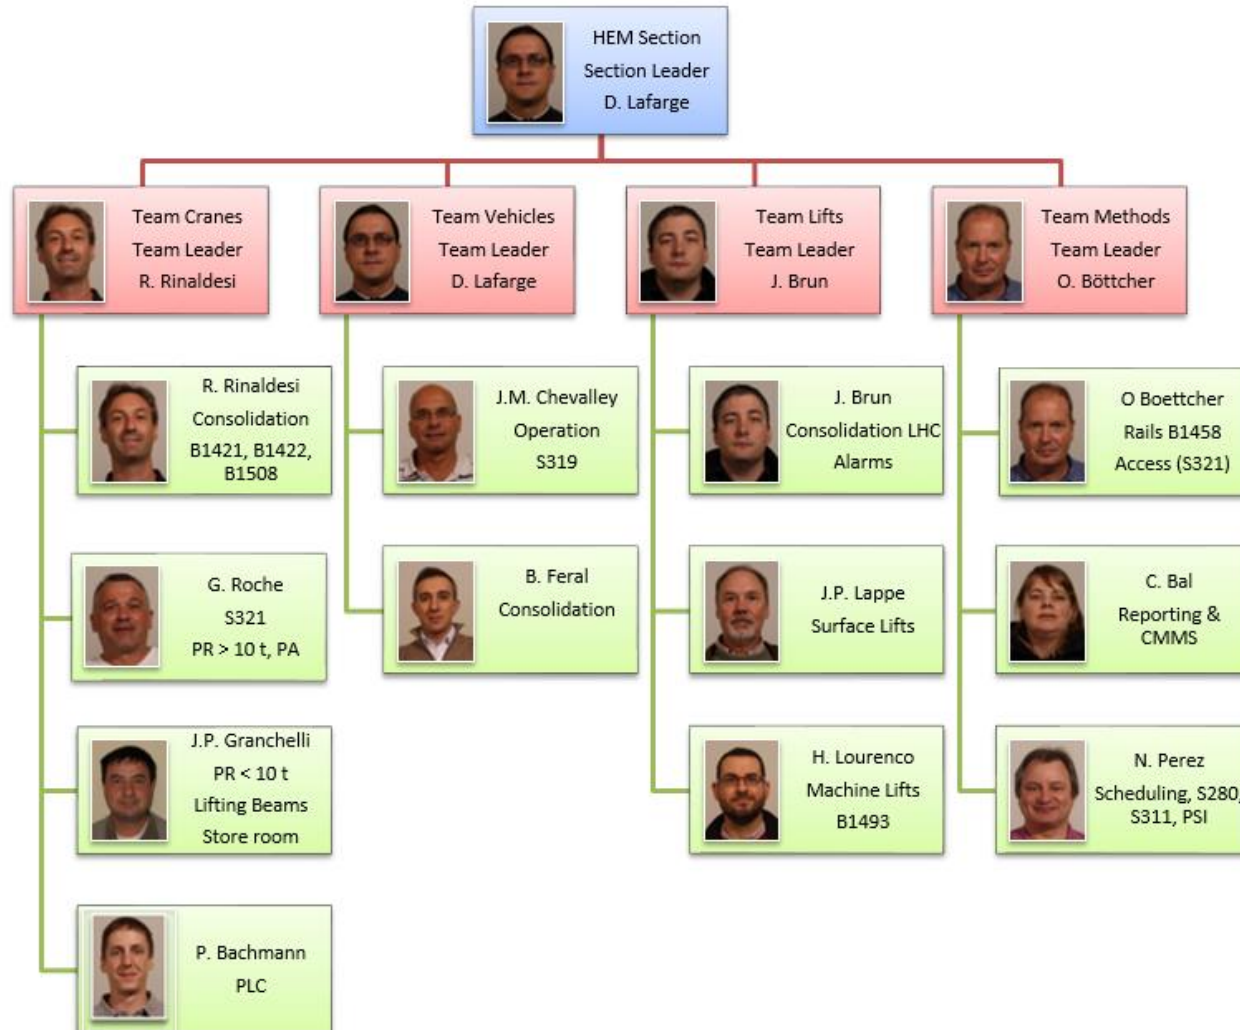 HEM Section
Section Leader
D. Lafarge
Team Cranes
Team Leader
R. Rinaldesi
Team Vehicles
Team Leader
D. Lafarge
Team Lifts
Team Leader
J. Brun
Team Methods
Team Leader
O. Böttcher
R. Rinaldesi
Consolidation
B1421, B1422,
B1508
J.M. Chevalley
Operation
S319
J. Brun
Consolidation LHC
Alarms
O Boettcher
Rails B1458
Access (S321)
G. Roche
S321
PR > 10 t, PA
B. Feral
Consolidation
J.P. Lappe
Surface Lifts
C. Bal
Reporting &
CMMS
J.P. Granchelli
PR < 10 t
Lifting Beams
Store room
H. Lourenco
Machine Lifts
B1493
N. Perez
Scheduling, S280,
S311, PSI
P. Bachmann
PLC